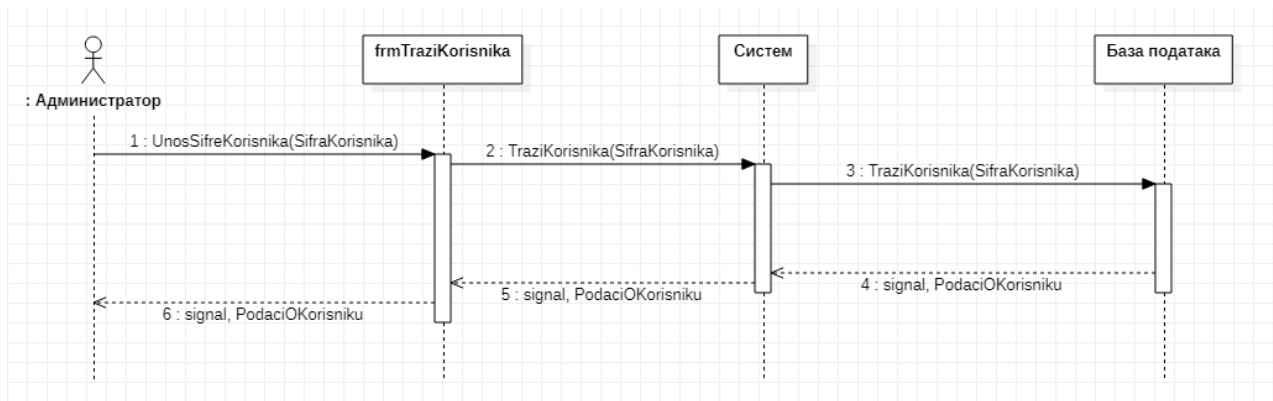 frmTraziKorisnika
Систем
База података
: Администратор
1 : UnosSifreKorisnika(SifraKorisnika)
2 : TraziKorisnika(SifraKorisnika)
3 : TraziKorisnika(SifraKorisnika)
4 : signal, PodaciOKorisniku
5 : signal, PodaciOKorisniku
6 : signal, PodaciOKorisniku